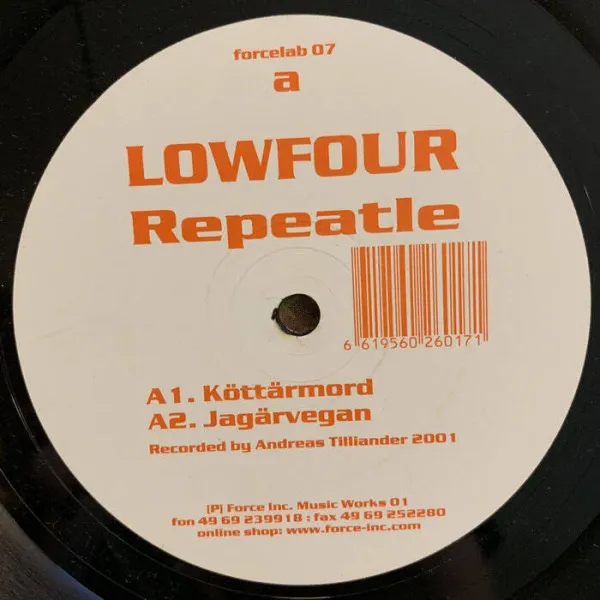 forcelab 07
a
LOWFOUR
Repeatle
6 619560 260171
A1. Köttärmord
A2. Jagärvegan
Recorded by Andreas Tilliander 2001
[P] Force Inc. Music Works 01
fon 49 69 239918 : fax 49 69 252280
online shop: www.force-inc.com